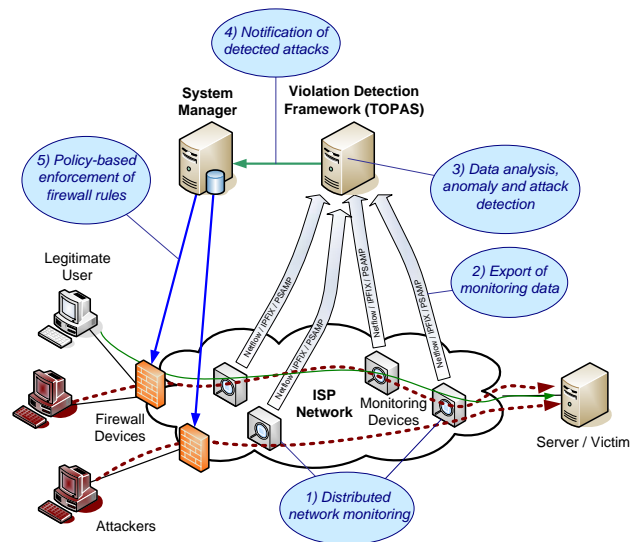 4) Notification of
detected attacks
System
Manager
Violation Detection
Framework (TOPAS)
5) Policy-based
enforcement of
firewall rules
3) Data analysis,
anomaly and attack
detection
Legitimate
User
2) Export of
monitoring data
Netflow / IPFIX / PSAMP
Netflow / IPFIX / PSAMP
Netflow / IPFIX / PSAMP
Netflow / IPFIX / PSAMP
ISP
Network
Monitoring
Devices
Firewall
Devices
Server / Victim
1) Distributed
network monitoring
Attackers